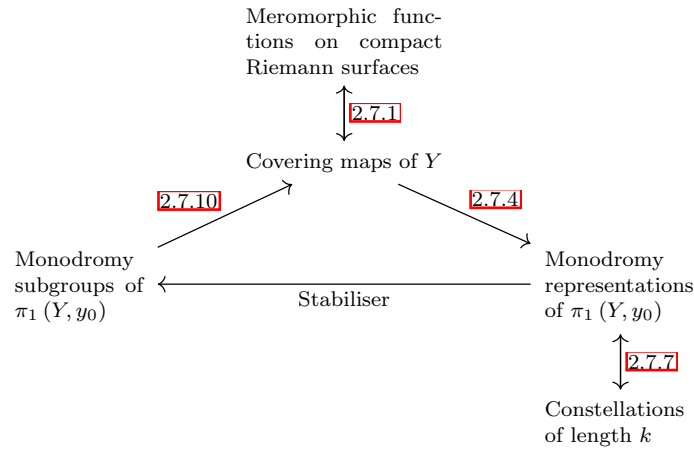 Meromorphic func-
tions on compact
Riemann surfaces
2.7.1
Covering maps of Y
2.7.10
2.7.4
Monodromy
subgroups of
π₁ (Y, y₀)
Stabiliser
Monodromy
representations
of π₁ (Y, y₀)
2.7.7
Constellations
of length k